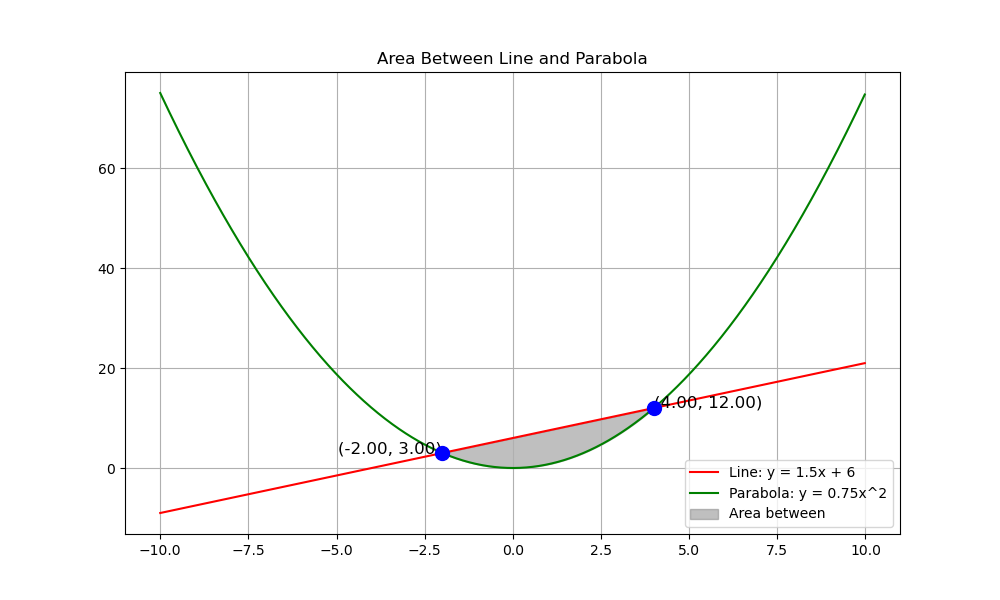 Area Between Line and Parabola
60
40
20
0
(-2.00, 3.00)
(4.00, 12.00)
Line: y = 1.5x + 6
Parabola: y = 0.75x^2
Area between
−10.0 −7.5 −5.0 −2.5 0.0 2.5 5.0 7.5 10.0